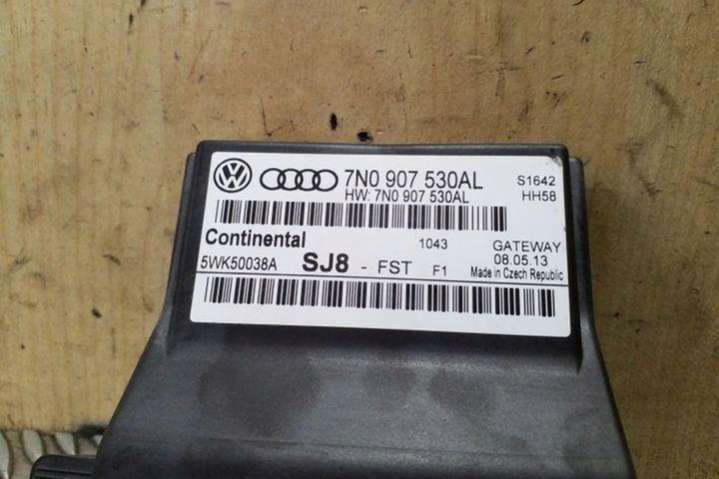 7N0 907 530AL S1642
HW: 7N0 907 530AL HH58
Continental 1043 GATEWAY
08.05.13
5WK50038A SJ8 - FST F1 Made in Czech Republic